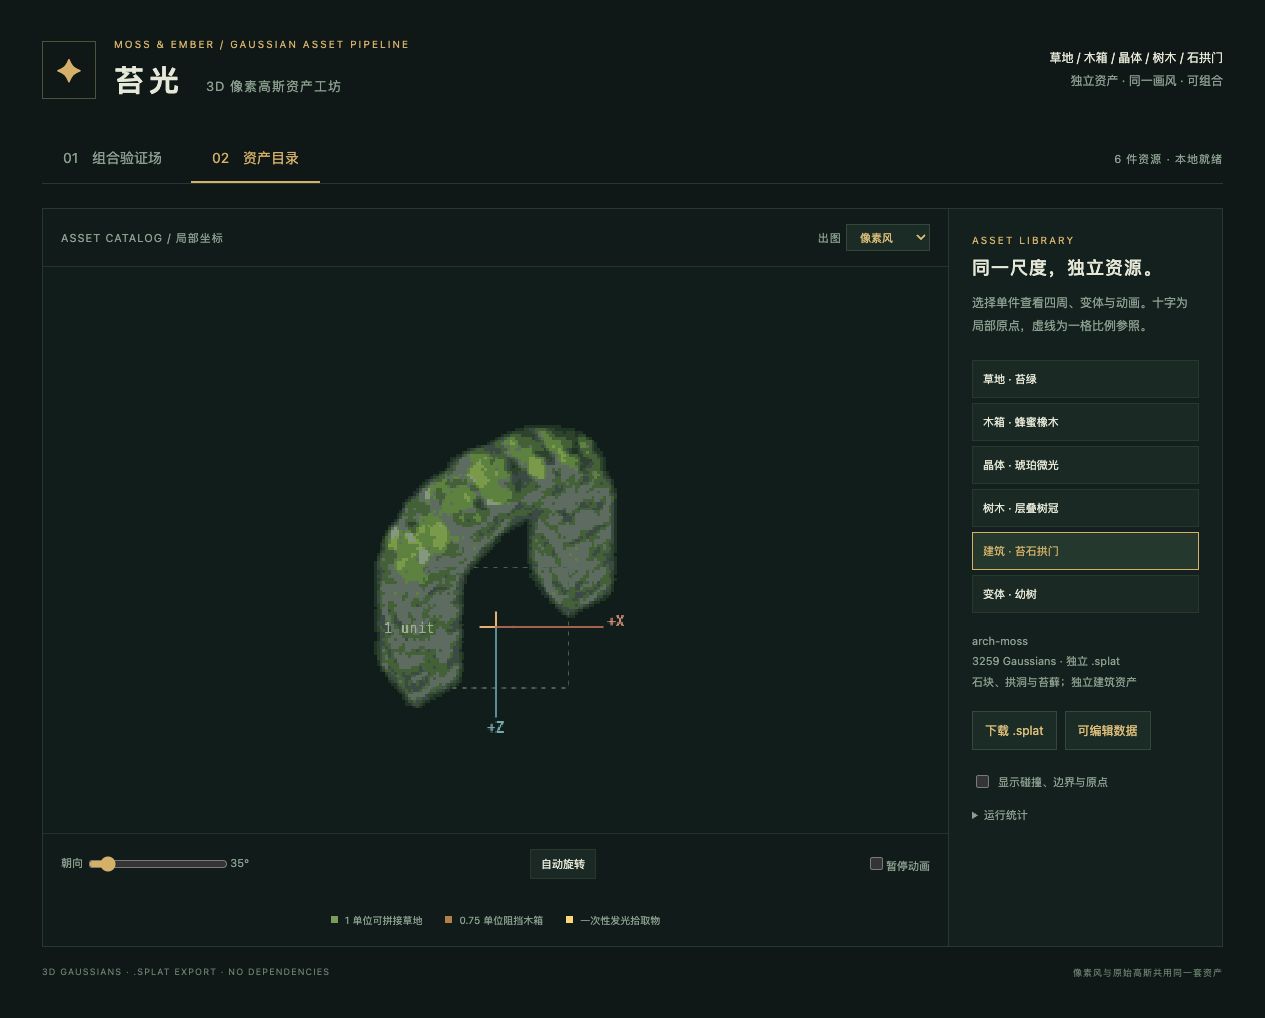 MOSS & EMBER / GAUSSIAN ASSET PIPELINE
苔光 3D 像素高斯资产工坊
草地 / 木箱 / 晶体 / 树木 / 石拱门
独立资产 · 同一画风 · 可组合
01 组合验证场 02 资产目录
6 件资源 · 本地就绪
ASSET CATALOG / 局部坐标
出图 像素风
1 unit
+X
+Z
朝向 35°
自动旋转
暂停动画
1 单位可拼接草地 0.75 单位阻挡木箱 一次性发光拾取物
ASSET LIBRARY
同一尺度，独立资源。
选择单件查看四周、变体与动画。十字为
局部原点，虚线为一格比例参照。
草地 · 苔绿
木箱 · 蜂蜜橡木
晶体 · 琥珀微光
树木 · 层叠树冠
建筑 · 苔石拱门
变体 · 幼树
arch-moss
3259 Gaussians · 独立 .splat
石块、拱洞与苔藓；独立建筑资产
下载 .splat 可编辑数据
显示碰撞、边界与原点
运行统计
3D GAUSSIANS · .SPLAT EXPORT · NO DEPENDENCIES
像素风与原始高斯共用同一套资产